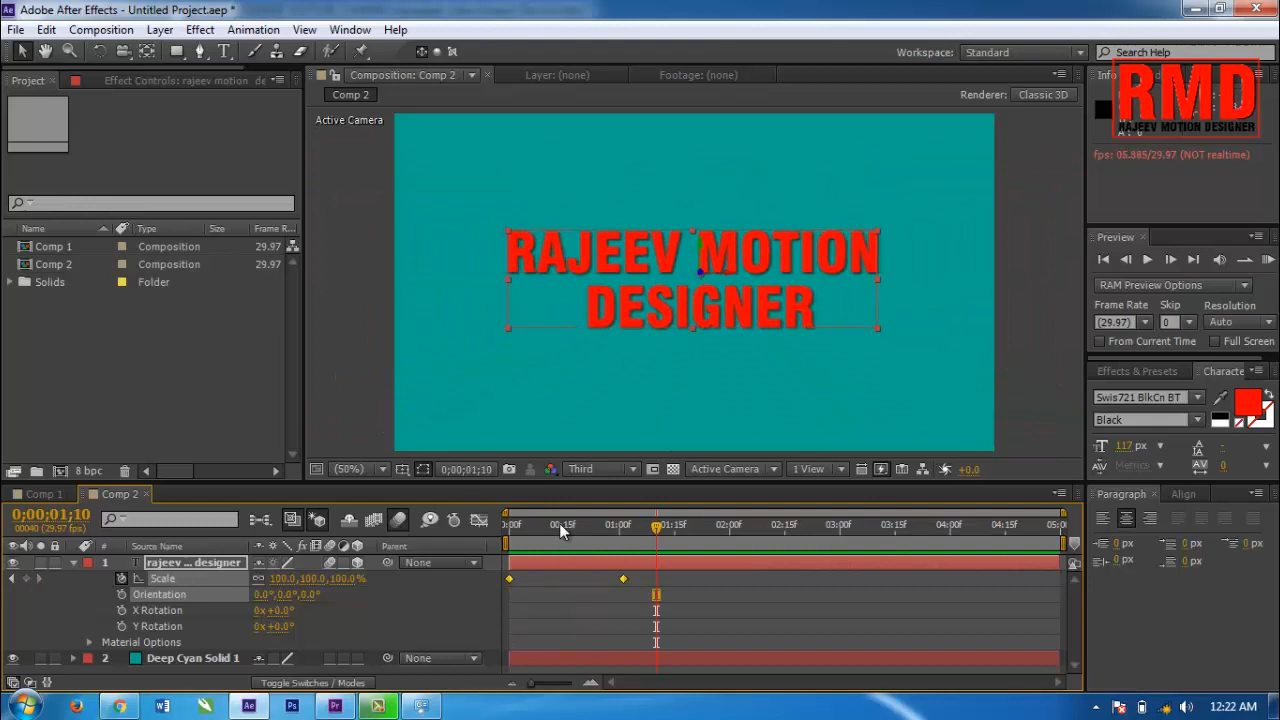 Adobe After Effects - Untitled Project.aep *
File Edit Composition Layer Effect Animation View Window Help
Workspace: Standard Search Help
Project Effect Controls: rajeev motion de
Composition: Comp 2 Layer: (none) Footage: (none)
Info
Comp 2
Renderer: Classic 3D
Active Camera
RMD
RAJEEV MOTION DESIGNER
fps: 05.885/29.97 (NOT realtime)
RAJEEV MOTION
DESIGNER
Name Type Frame R...
Comp 1 Composition 29.97
Comp 2 Composition 29.97
Solids Folder
Preview
RAM Preview Options
Frame Rate Skip Resolution
(29.97) 0 Auto
From Current Time Full Screen
Effects & Presets Characte
Swis721 BlkCn BT
Black
117 px -
Metrics 0
8 bpc
(50%) 0;00;01;10 Third Active Camera 1 View +0.0
Comp 1 Comp 2
Paragraph Align
0;00;01;10
00040 (29.97 fps)
:00f 00:15f 01:00f 01:15f 02:00f 02:15f 03:00f 03:15f 04:00f 04:15f 05:00f
# Source Name Parent
1 rajeev ... designer None
Scale 100.0,100.0,100.0%
Orientation 0.0°,0.0°,0.0°
X Rotation 0x+0.0°
Y Rotation 0x+0.0°
Material Options
2 Deep Cyan Solid 1 None
Toggle Switches / Modes
0 px 0 px 0 px
0 px 0 px
12:22 AM